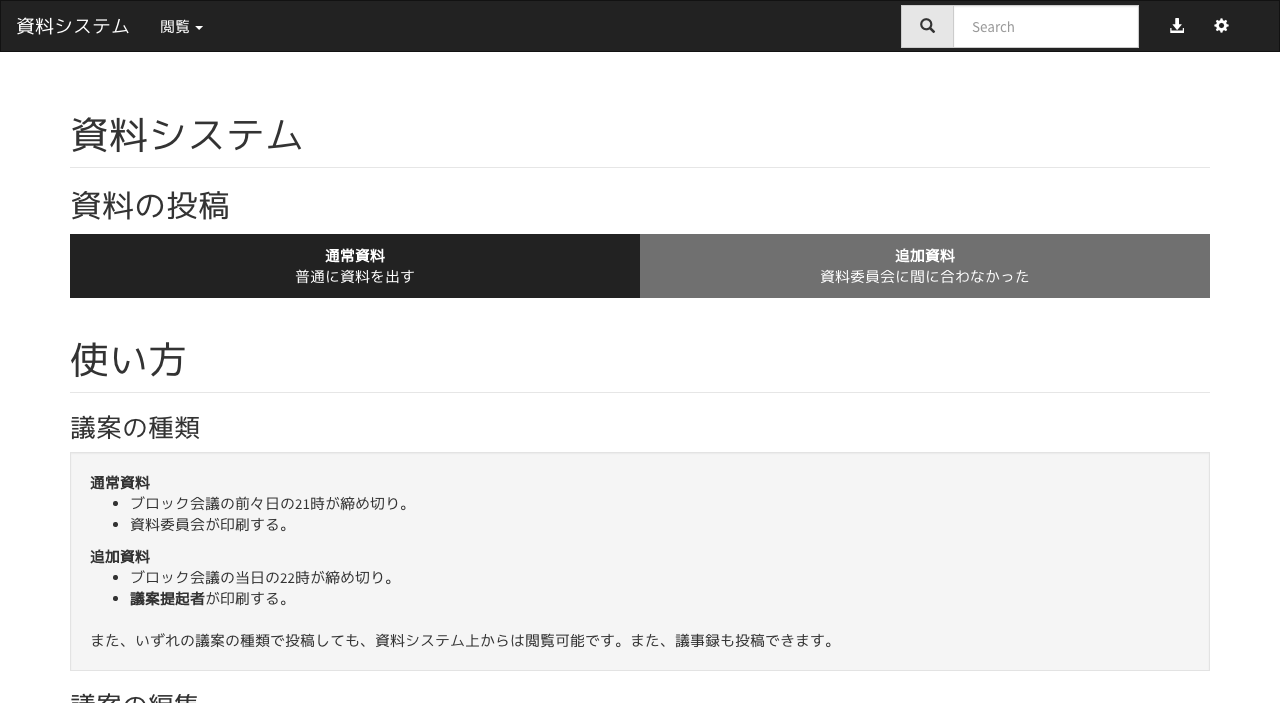 資料システム
閲覧
Search
資料システム
資料の投稿
通常資料
普通に資料を出す
追加資料
資料委員会に間に合わなかった
使い方
議案の種類
通常資料
ブロック会議の前々日の21時が締め切り。
資料委員会が印刷する。
追加資料
ブロック会議の当日の22時が締め切り。
議案提起者が印刷する。
また、いずれの議案の種類で投稿しても、資料システム上からは閲覧可能です。また、議事録も投稿できます。
議案の編集